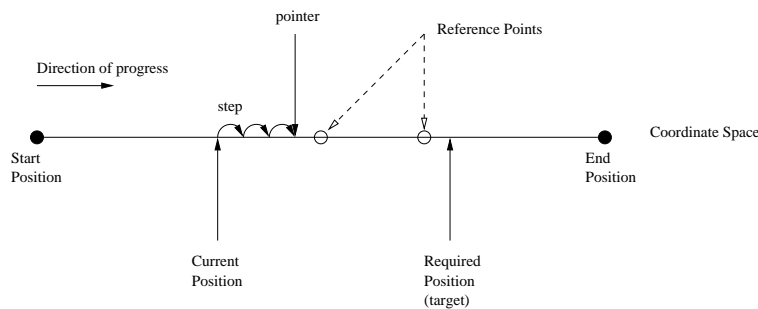 pointer
Reference Points
Direction of progress
step
Coordinate Space
Start
Position
End
Position
Current
Position
Required
Position
(target)